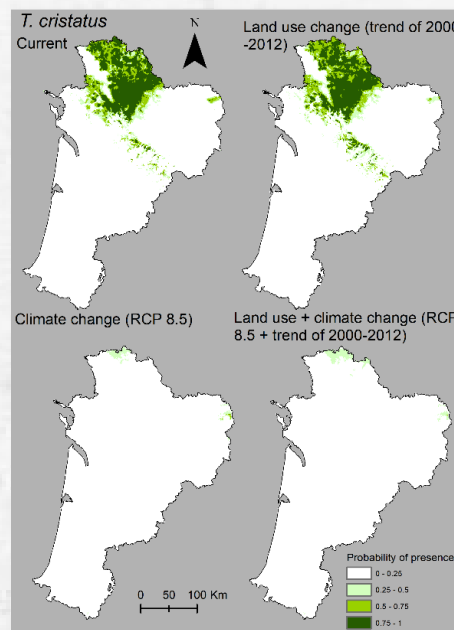 T. cristatus
Current
N
Land use change (trend of 2000
-2012)
Climate change (RCP 8.5)
Land use + climate change (RCP
8.5 + trend of 2000-2012)
Probability of presence
0 - 0.25
0.25 - 0.5
0.5 - 0.75
0.75 - 1
0 50 100 Km